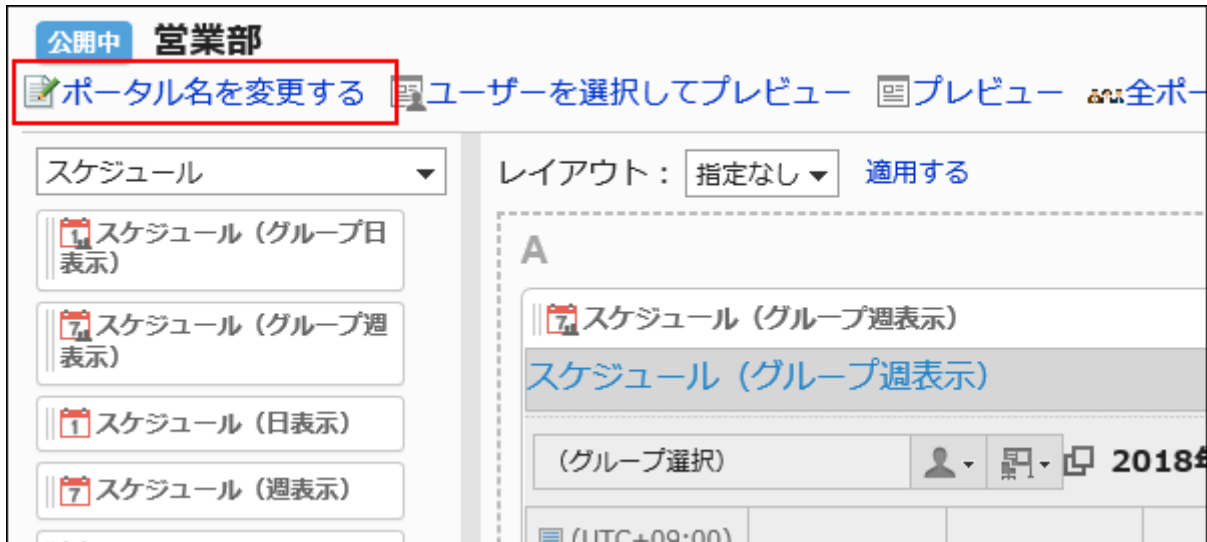 公開中 営業部
ポータル名を変更する ユーザーを選択してプレビュー プレビュー 全ポー
スケジュール
レイアウト： 指定なし 適用する
スケジュール（グループ日
表示）
スケジュール（グループ週
表示）
スケジュール（日表示）
スケジュール（週表示）
A
スケジュール（グループ週表示）
スケジュール（グループ週表示）
（グループ選択） 2018年
(UTC+09:00)